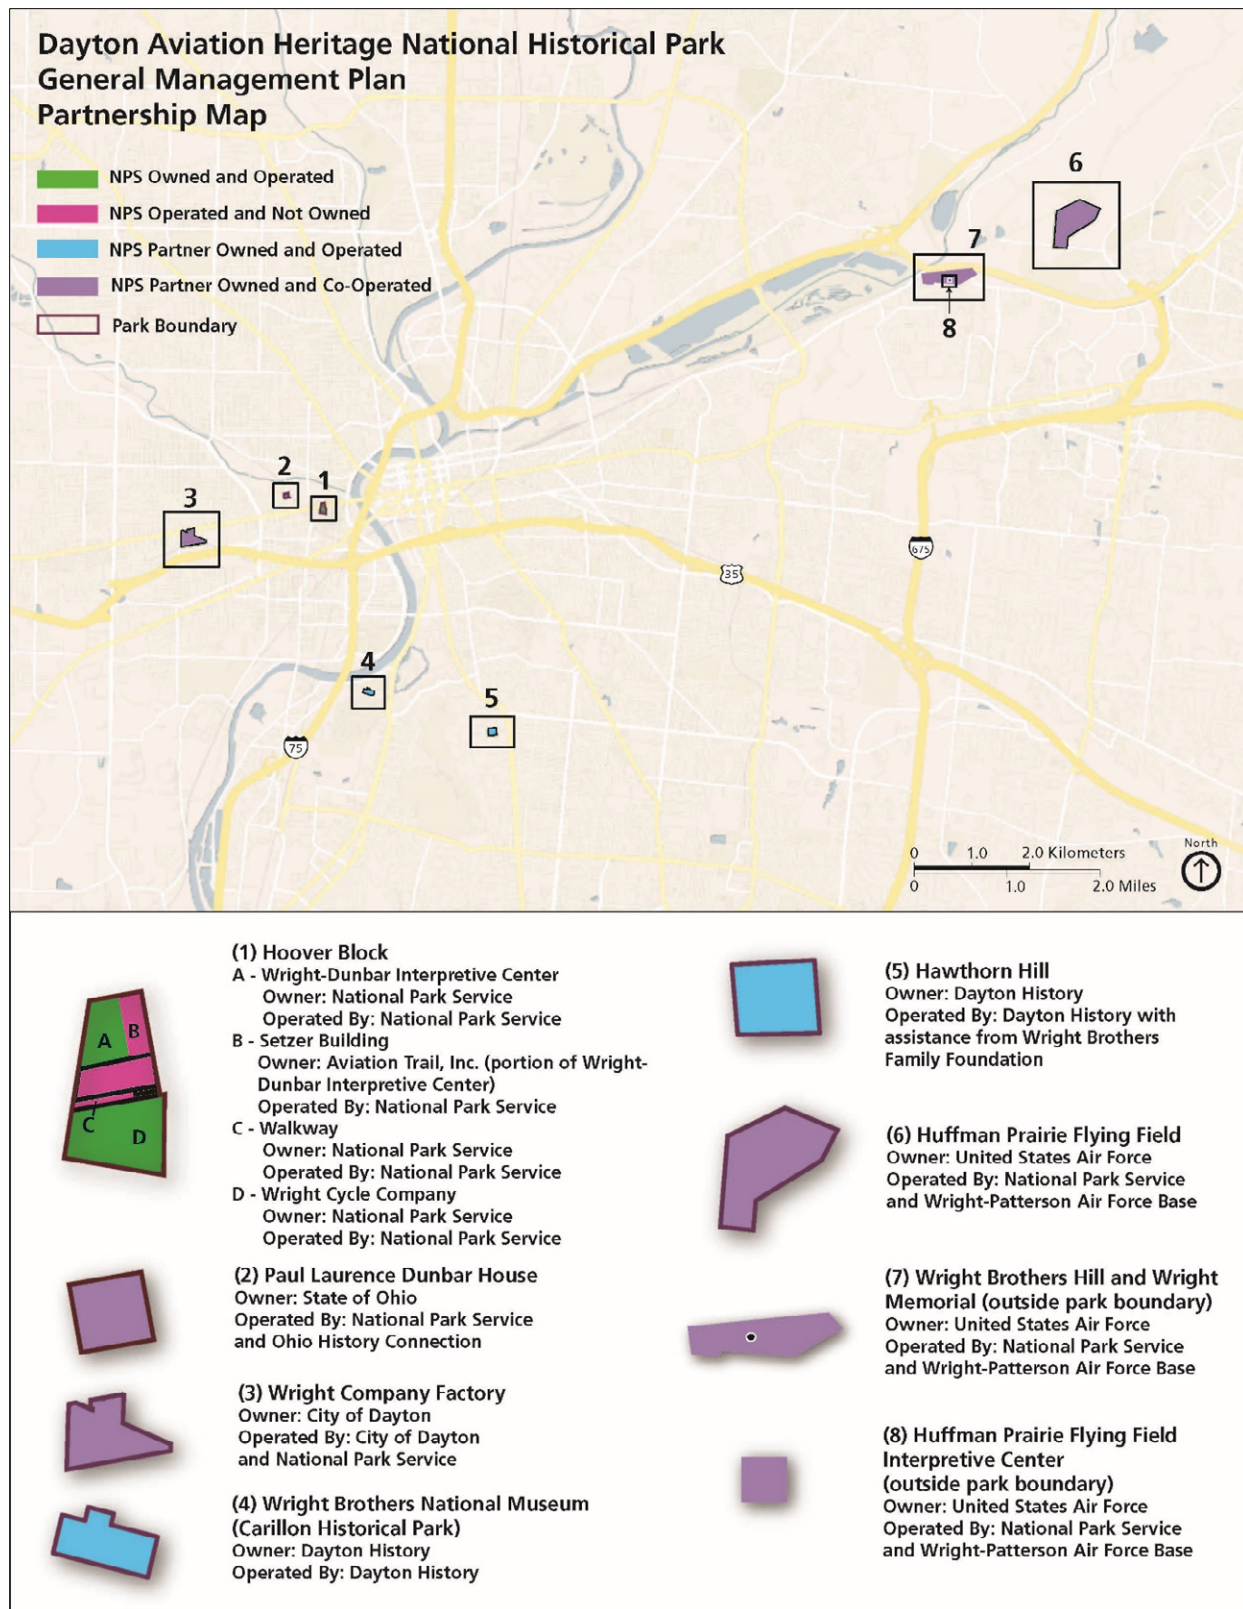 Dayton Aviation Heritage National Historical Park
General Management Plan
Partnership Map
NPS Owned and Operated
NPS Operated and Not Owned
NPS Partner Owned and Operated
NPS Partner Owned and Co-Operated
Park Boundary
6
7
8
2
1
3
4
5
675
35
75
0 1.0 2.0 Kilometers
0 1.0 2.0 Miles
North
A
B
C
D
(1) Hoover Block
A - Wright-Dunbar Interpretive Center
Owner: National Park Service
Operated By: National Park Service
B - Setzer Building
Owner: Aviation Trail, Inc. (portion of Wright-
Dunbar Interpretive Center)
Operated By: National Park Service
C - Walkway
Owner: National Park Service
Operated By: National Park Service
D - Wright Cycle Company
Owner: National Park Service
Operated By: National Park Service
(2) Paul Laurence Dunbar House
Owner: State of Ohio
Operated By: National Park Service
and Ohio History Connection
(3) Wright Company Factory
Owner: City of Dayton
Operated By: City of Dayton
and National Park Service
(4) Wright Brothers National Museum
(Carillon Historical Park)
Owner: Dayton History
Operated By: Dayton History
(5) Hawthorn Hill
Owner: Dayton History
Operated By: Dayton History with
assistance from Wright Brothers
Family Foundation
(6) Huffman Prairie Flying Field
Owner: United States Air Force
Operated By: National Park Service
and Wright-Patterson Air Force Base
(7) Wright Brothers Hill and Wright
Memorial (outside park boundary)
Owner: United States Air Force
Operated By: National Park Service
and Wright-Patterson Air Force Base
(8) Huffman Prairie Flying Field
Interpretive Center
(outside park boundary)
Owner: United States Air Force
Operated By: National Park Service
and Wright-Patterson Air Force Base